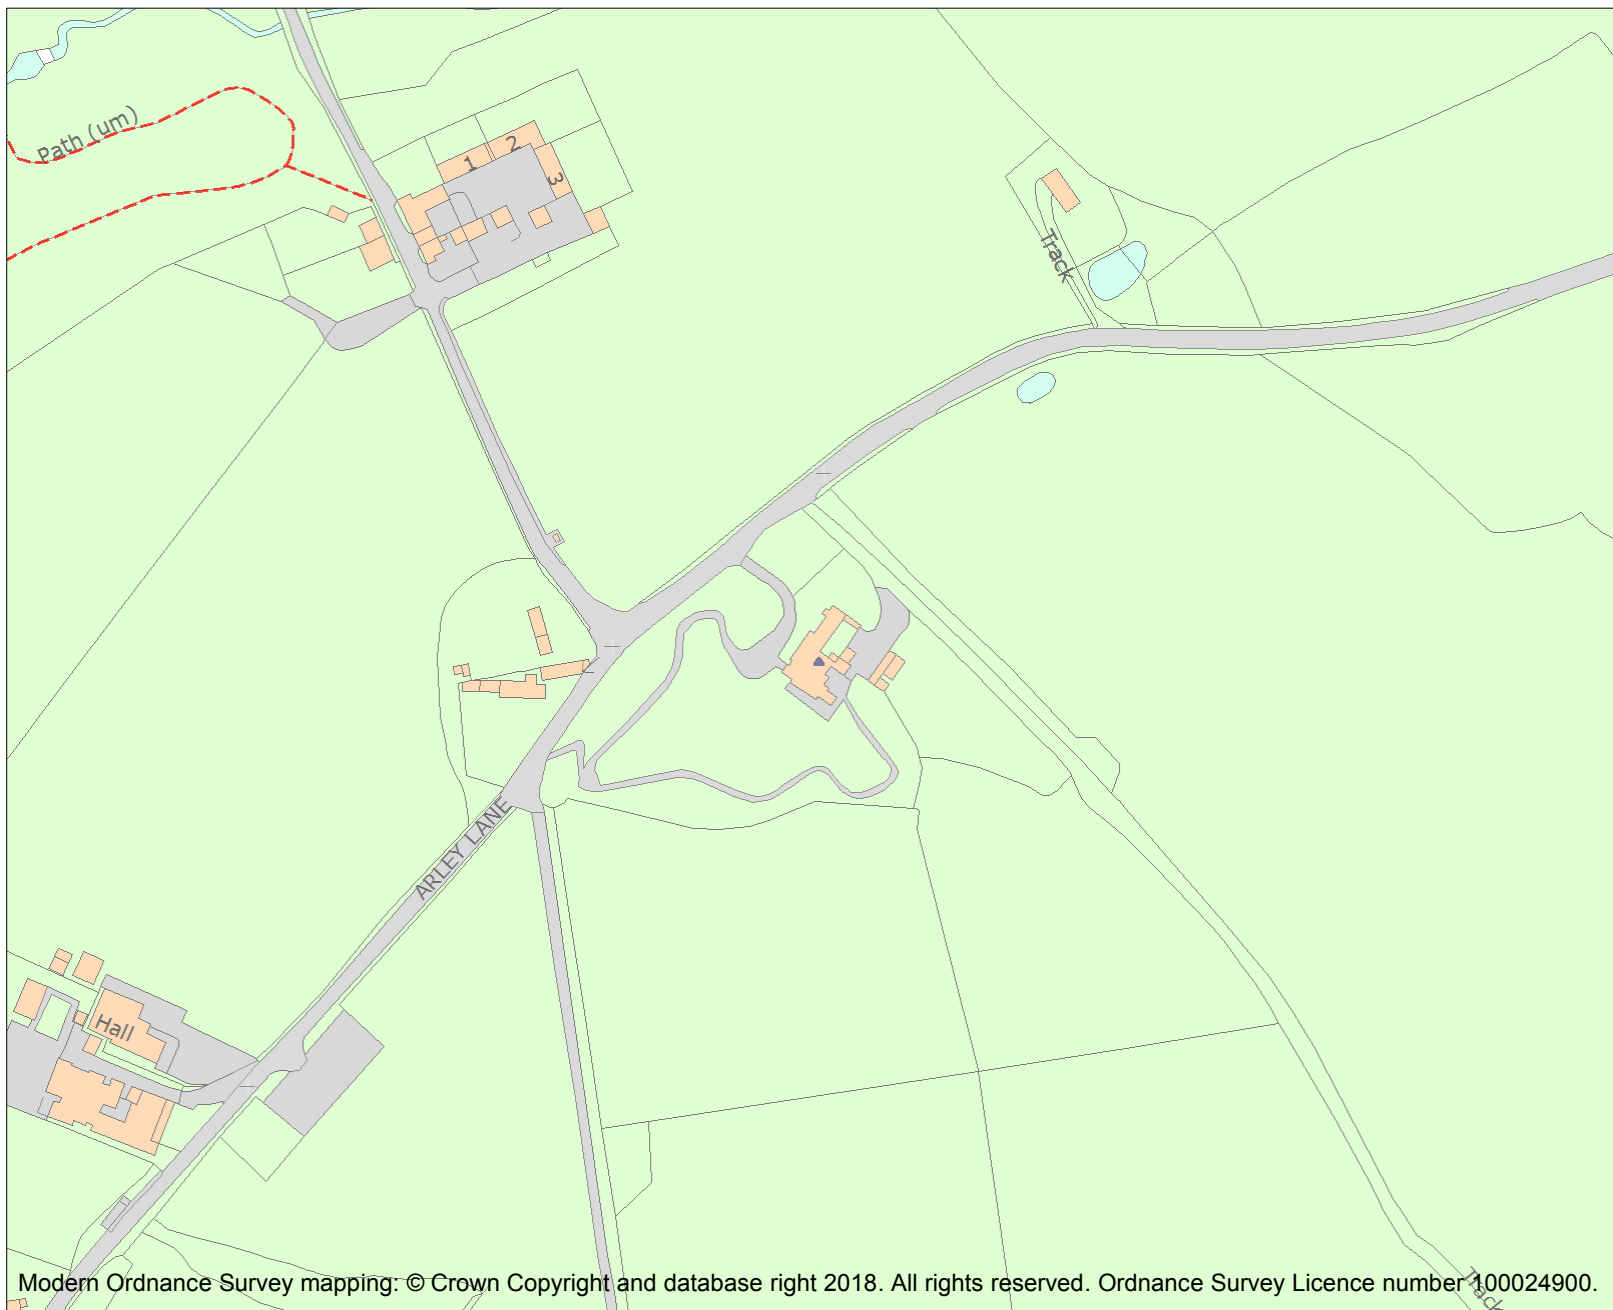 Path (um)
1
2
3
Track
ARLEY LANE
Hall
Track
Modern Ordnance Survey mapping: © Crown Copyright and database right 2018. All rights reserved. Ordnance Survey Licence number 100024900.